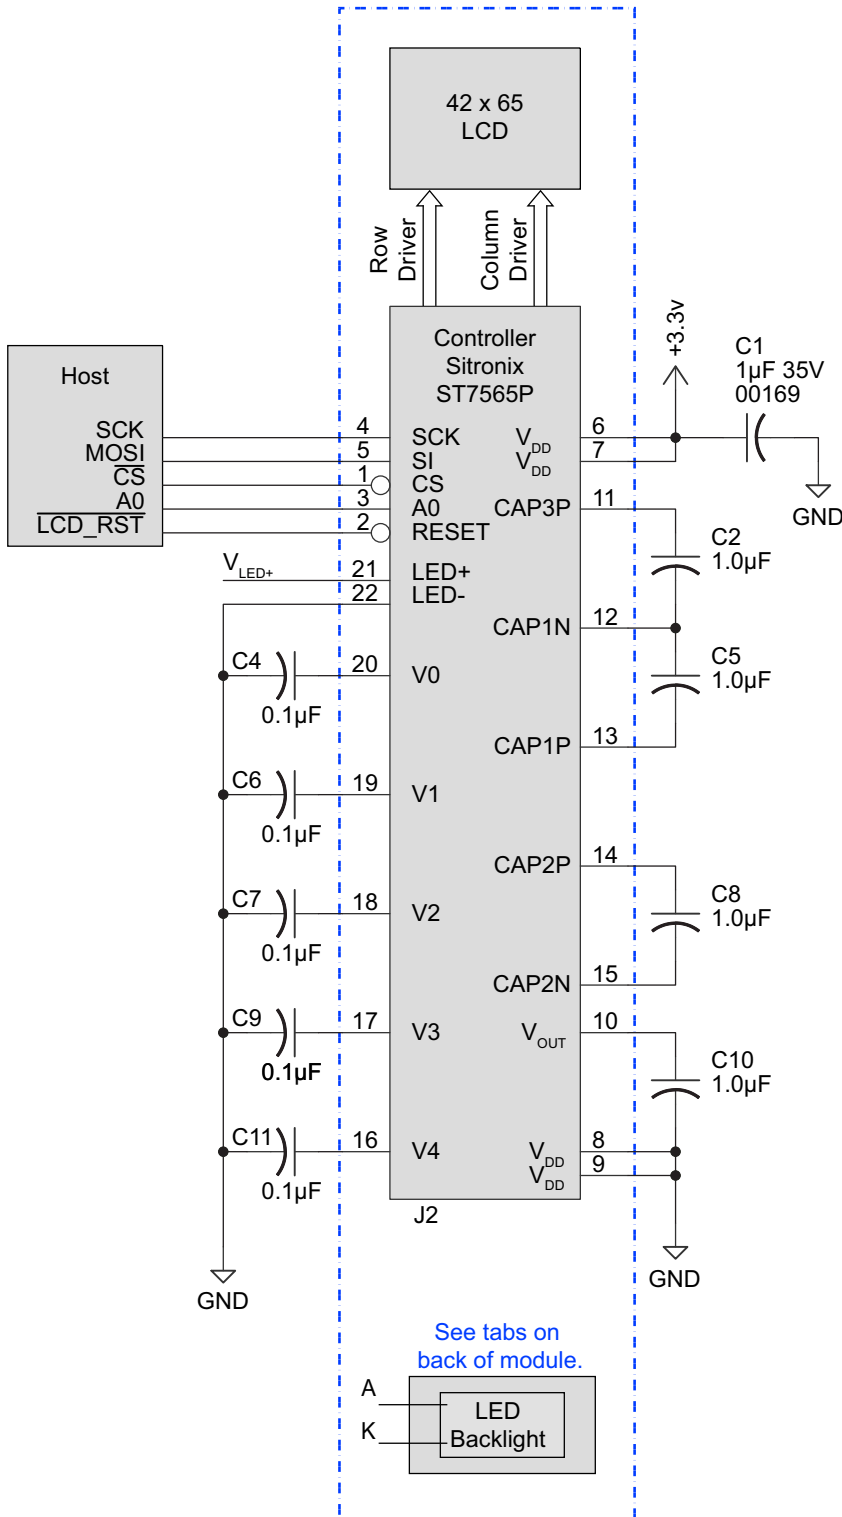 42 x 65
LCD
Row
Driver
Column
Driver
Controller
Sitronix
ST7565P
Host
SCK
MOSI
CS
A0
LCD_RST
4
5
1
3
2
SCK
SI
CS
A0
RESET
VLED+
21
22
LED+
LED-
+3.3v
C1
1µF 35V
00169
GND
VDD
6
VDD
7
CAP3P
11
C2
1.0µF
CAP1N
12
C5
1.0µF
CAP1P
13
CAP2P
14
C8
1.0µF
CAP2N
15
VOUT
10
C10
1.0µF
VDD
8
VDD
9
GND
C4
0.1µF
20
V0
C6
0.1µF
19
V1
C7
0.1µF
18
V2
C9
0.1µF
17
V3
C11
0.1µF
16
V4
J2
GND
See tabs on
back of module.
A
K
LED
Backlight